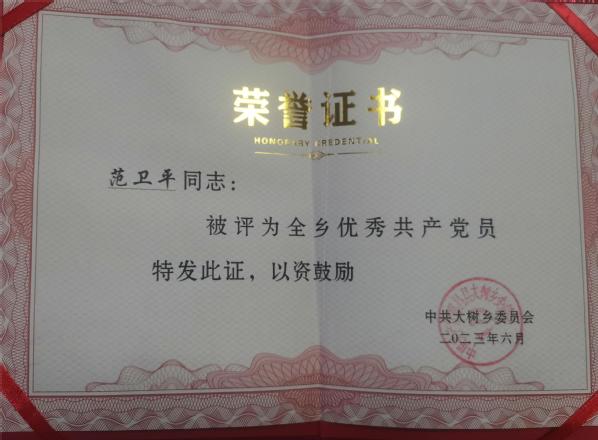 荣誉证书
HONORARY CREDENTIAL
范卫平同志：
被评为全乡优秀共产党员
特发此证，以资鼓励
中共大树乡委员会
二〇二三年六月